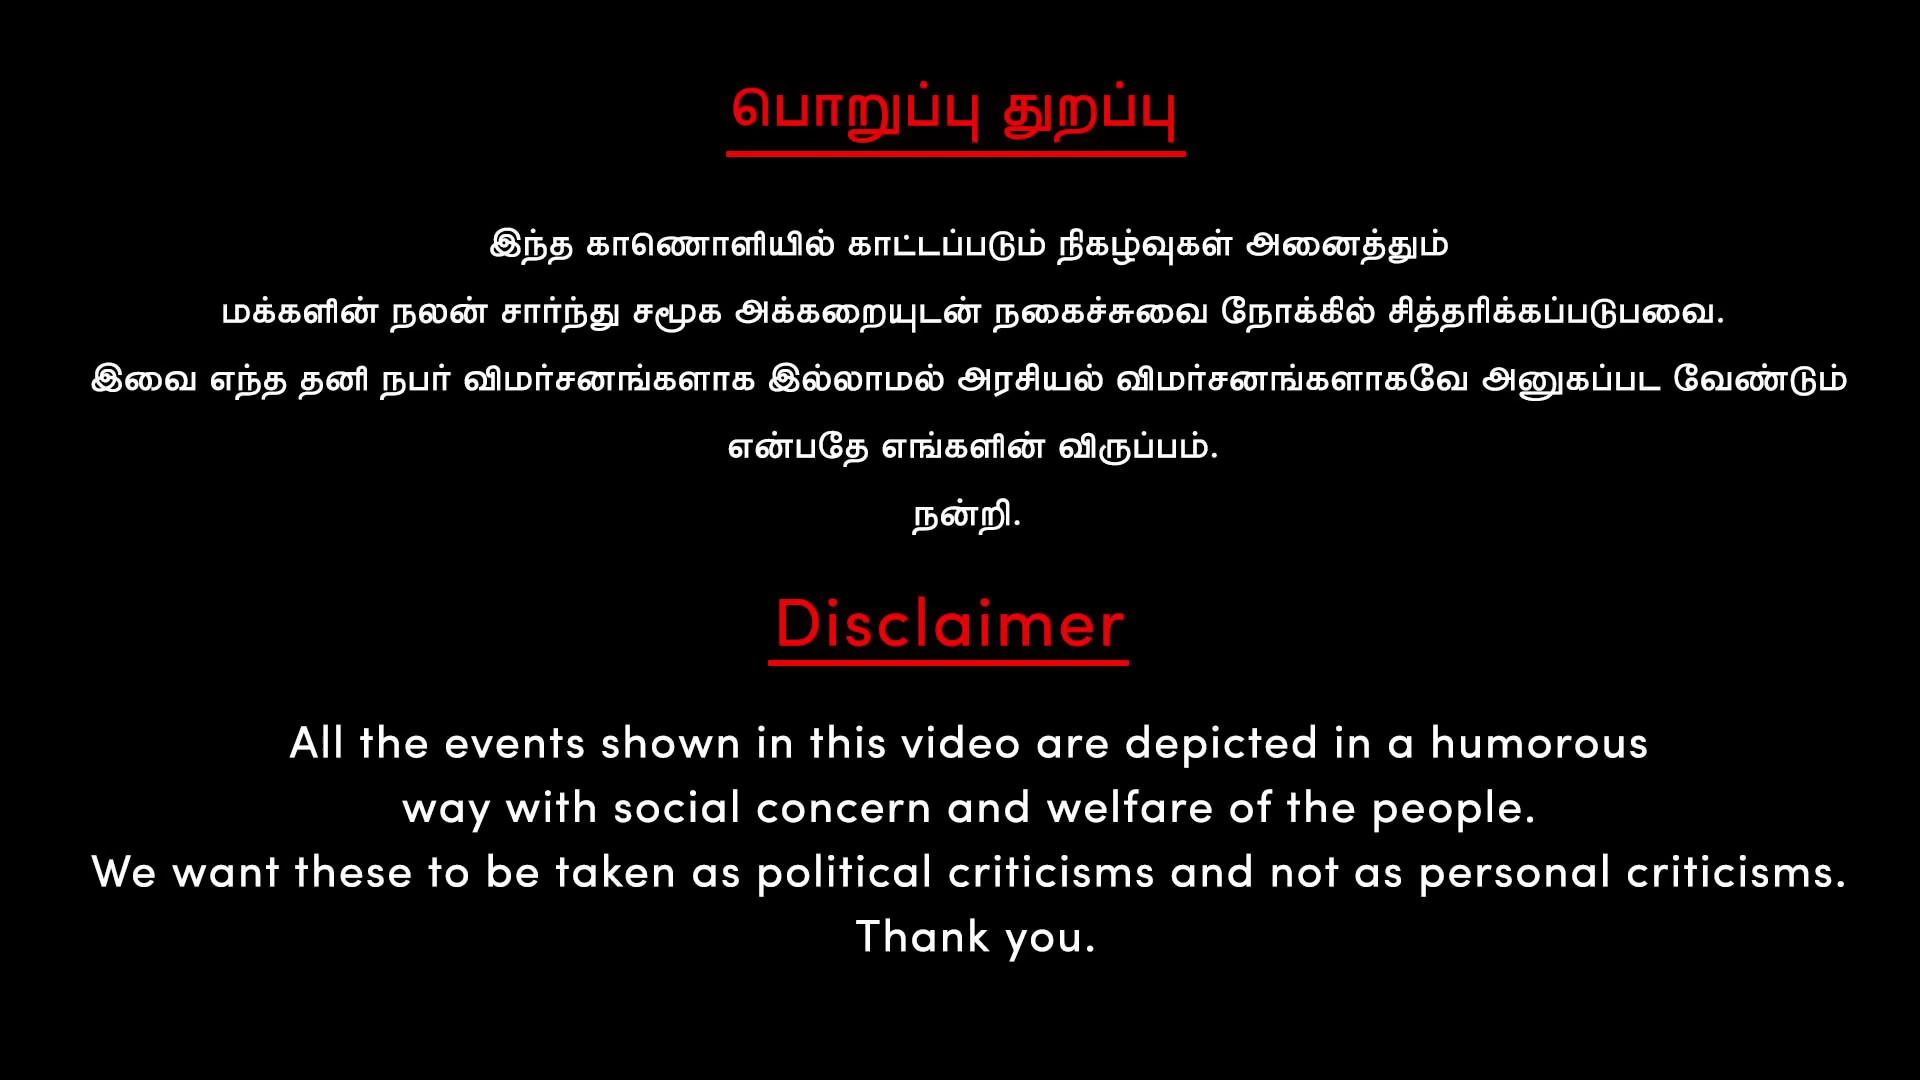 பொறுப்பு துறப்பு
இந்த காணொளியில் காட்டப்படும் நிகழ்வுகள் அனைத்தும்
மக்களின் நலன் சார்ந்து சமூக அக்கறையுடன் நகைச்சுவை நோக்கில் சித்தரிக்கப்படுபவை.
இவை எந்த தனி நபர் விமர்சனங்களாக இல்லாமல் அரசியல் விமர்சனங்களாகவே அனுகப்பட வேண்டும்
என்பதே எங்களின் விருப்பம்.
நன்றி.
Disclaimer
All the events shown in this video are depicted in a humorous
way with social concern and welfare of the people.
We want these to be taken as political criticisms and not as personal criticisms.
Thank you.